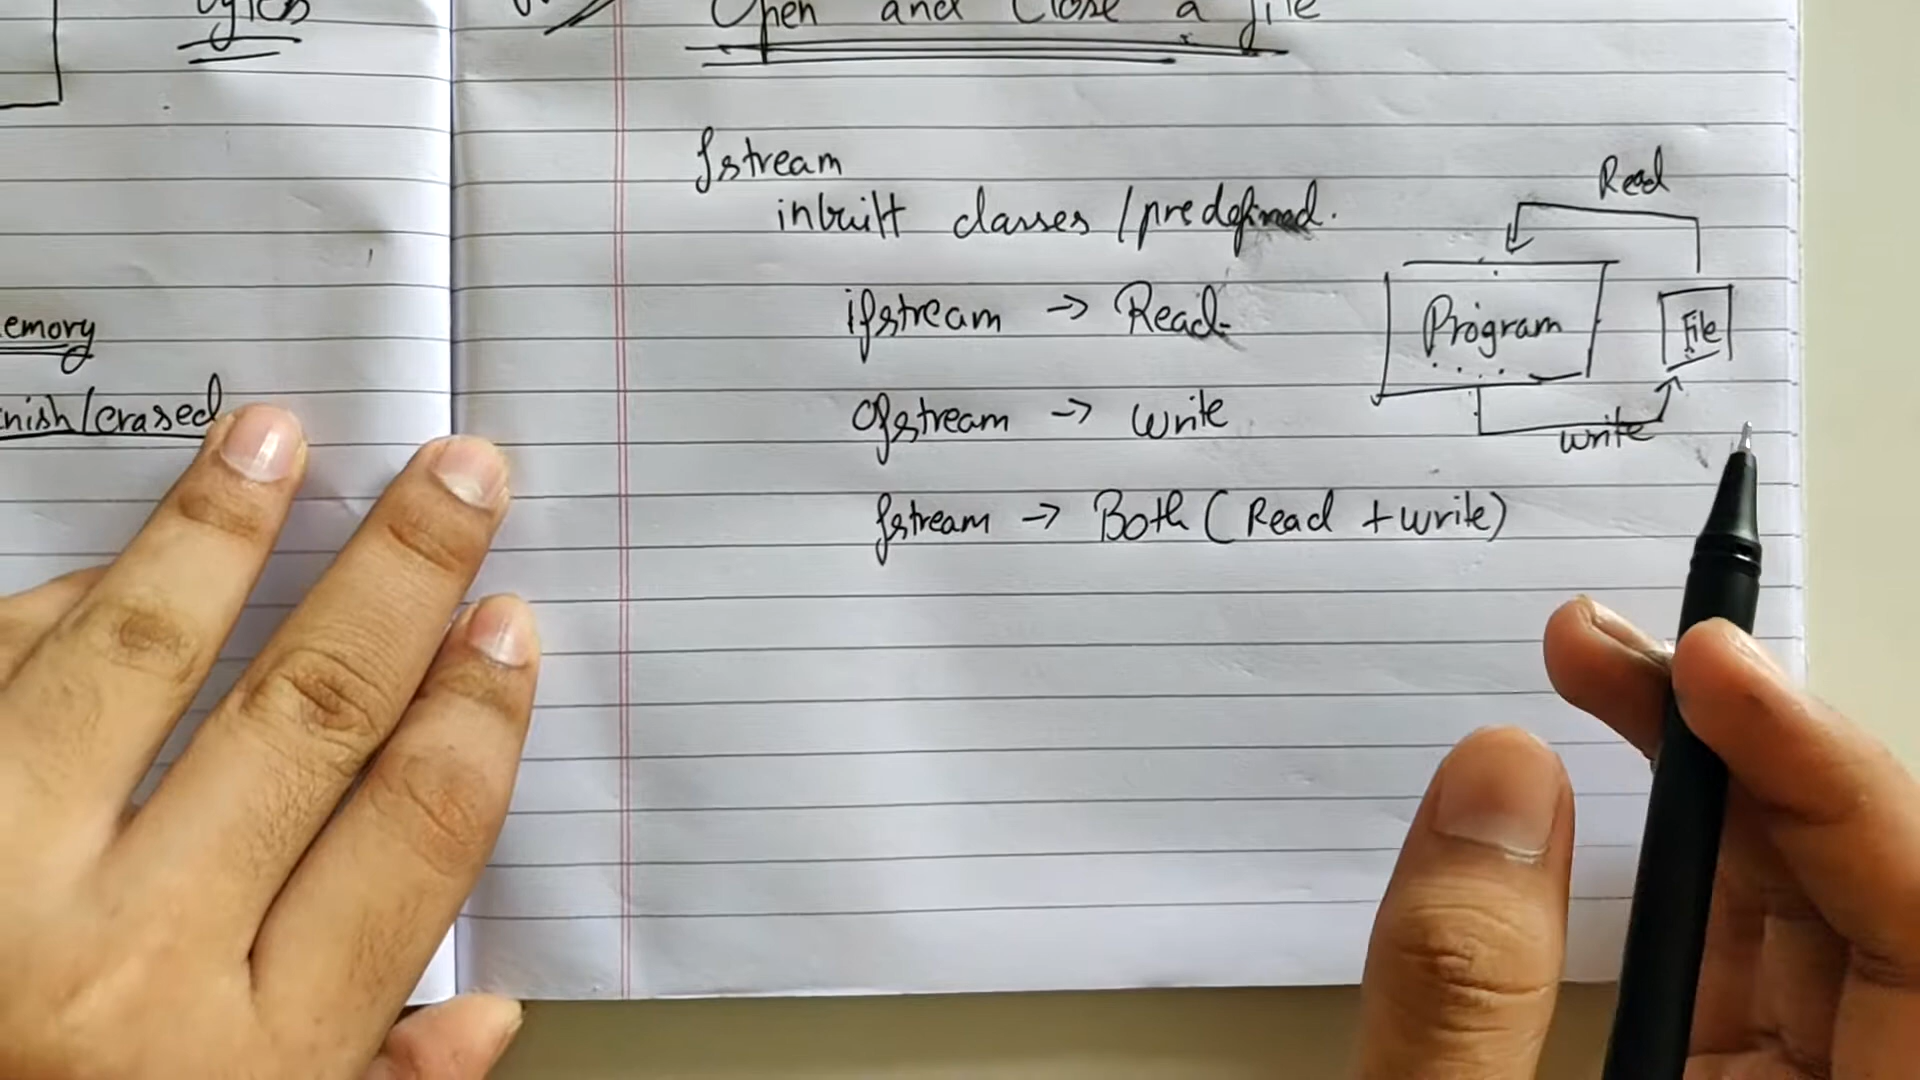 Open and Close a file
fstream
inbuilt classes / predefined.
ifstream → Read
ofstream → write
fstream → Both (Read + write)
Read
Program
File
write
emory
nish/erased